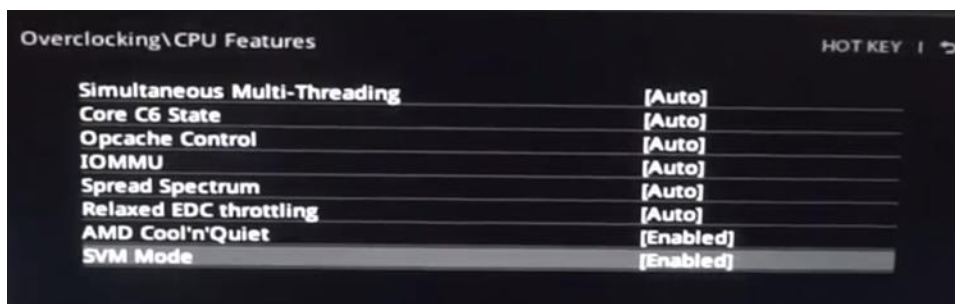 Overclocking\CPU Features
HOT KEY |
Simultaneous Multi-Threading [Auto]
Core C6 State [Auto]
Opcache Control [Auto]
IOMMU [Auto]
Spread Spectrum [Auto]
Relaxed EDC throttling [Auto]
AMD Cool'n'Quiet [Enabled]
SVM Mode [Enabled]